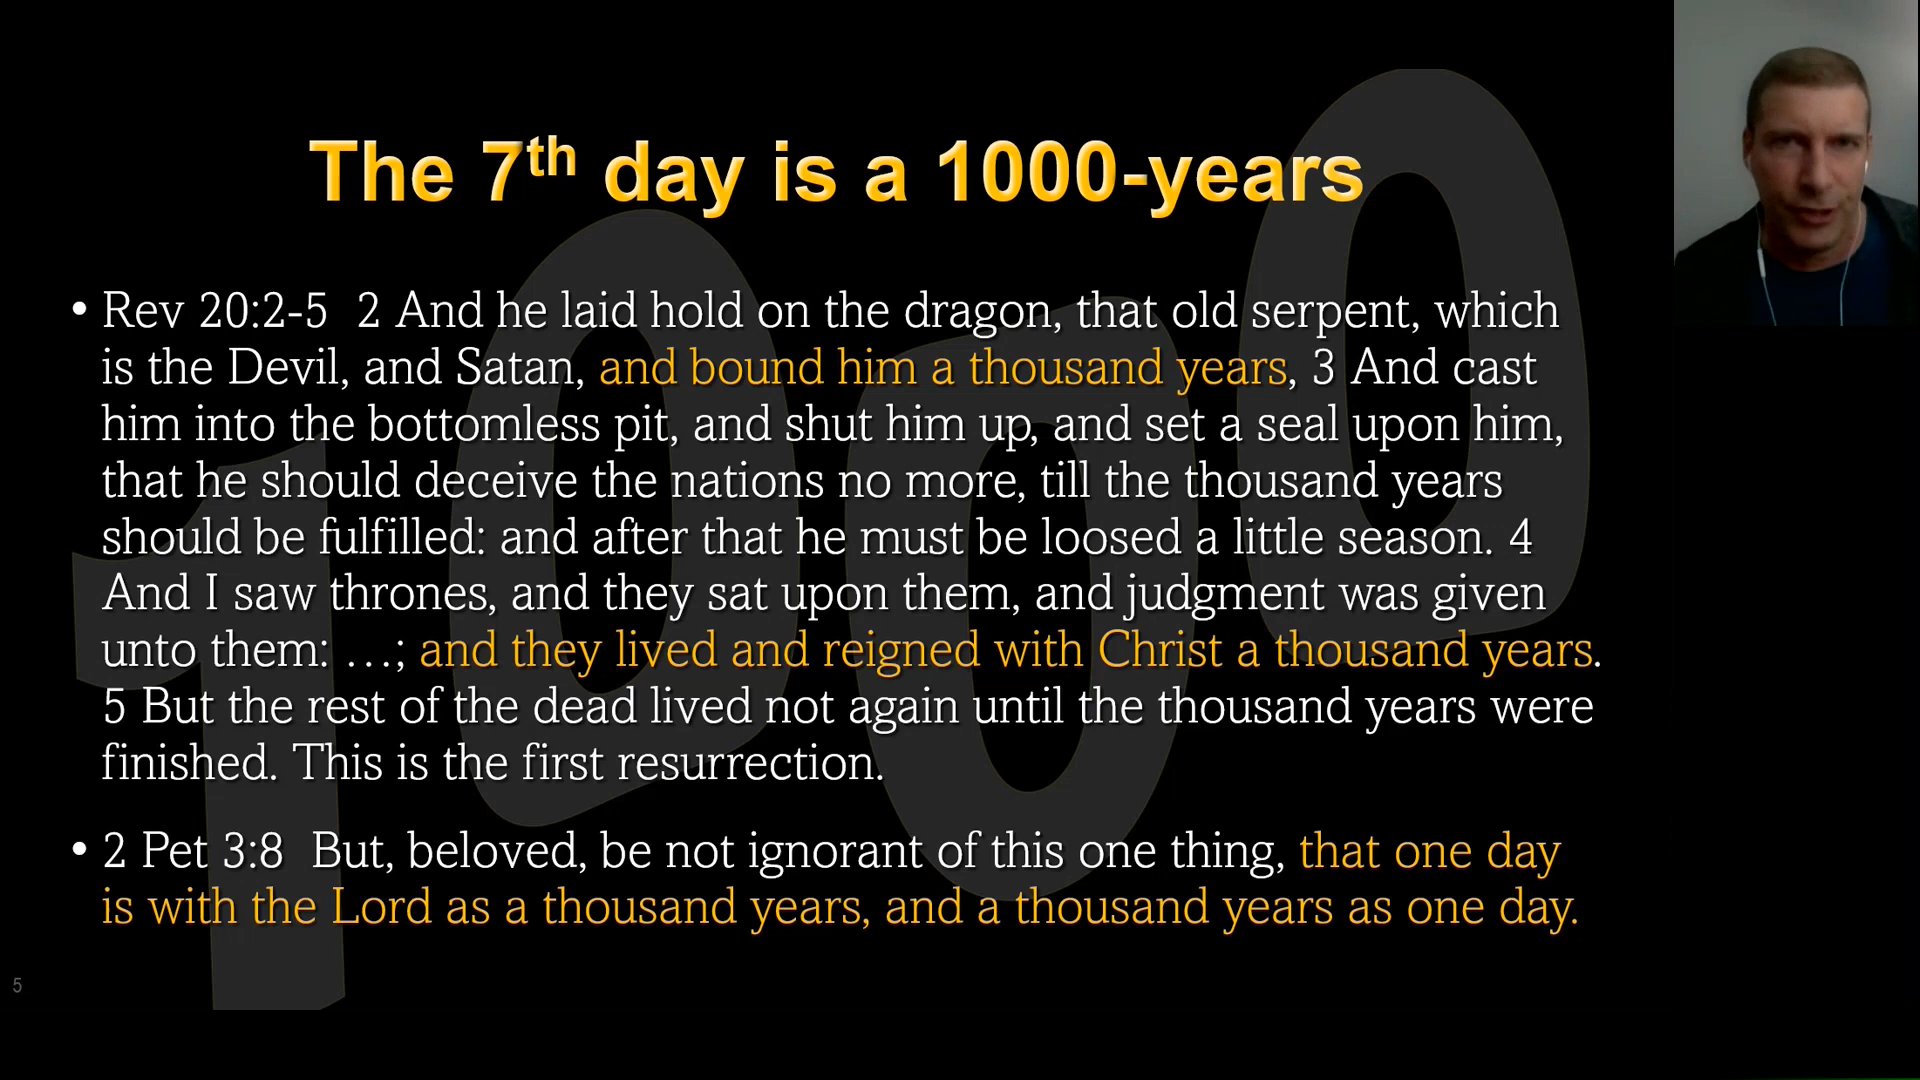 The 7th day is a 1000-years
• Rev 20:2-5  2 And he laid hold on the dragon, that old serpent, which
is the Devil, and Satan, and bound him a thousand years, 3 And cast
him into the bottomless pit, and shut him up, and set a seal upon him,
that he should deceive the nations no more, till the thousand years
should be fulfilled: and after that he must be loosed a little season. 4
And I saw thrones, and they sat upon them, and judgment was given
unto them: …; and they lived and reigned with Christ a thousand years.
5 But the rest of the dead lived not again until the thousand years were
finished. This is the first resurrection.
• 2 Pet 3:8  But, beloved, be not ignorant of this one thing, that one day
is with the Lord as a thousand years, and a thousand years as one day.
5
1000